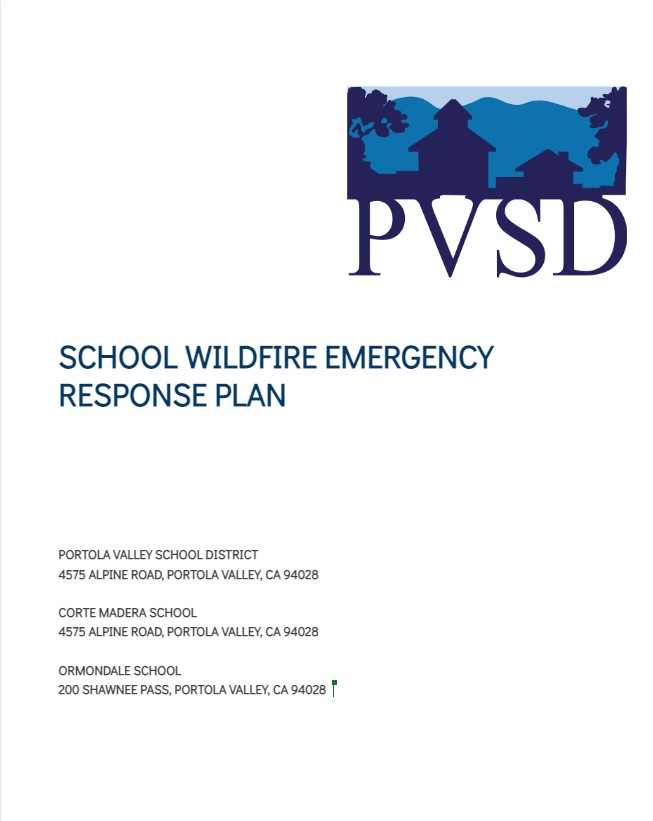 PVSD
SCHOOL WILDFIRE EMERGENCY
RESPONSE PLAN
PORTOLA VALLEY SCHOOL DISTRICT
4575 ALPINE ROAD, PORTOLA VALLEY, CA 94028
CORTE MADERA SCHOOL
4575 ALPINE ROAD, PORTOLA VALLEY, CA 94028
ORMONDALE SCHOOL
200 SHAWNEE PASS, PORTOLA VALLEY, CA 94028